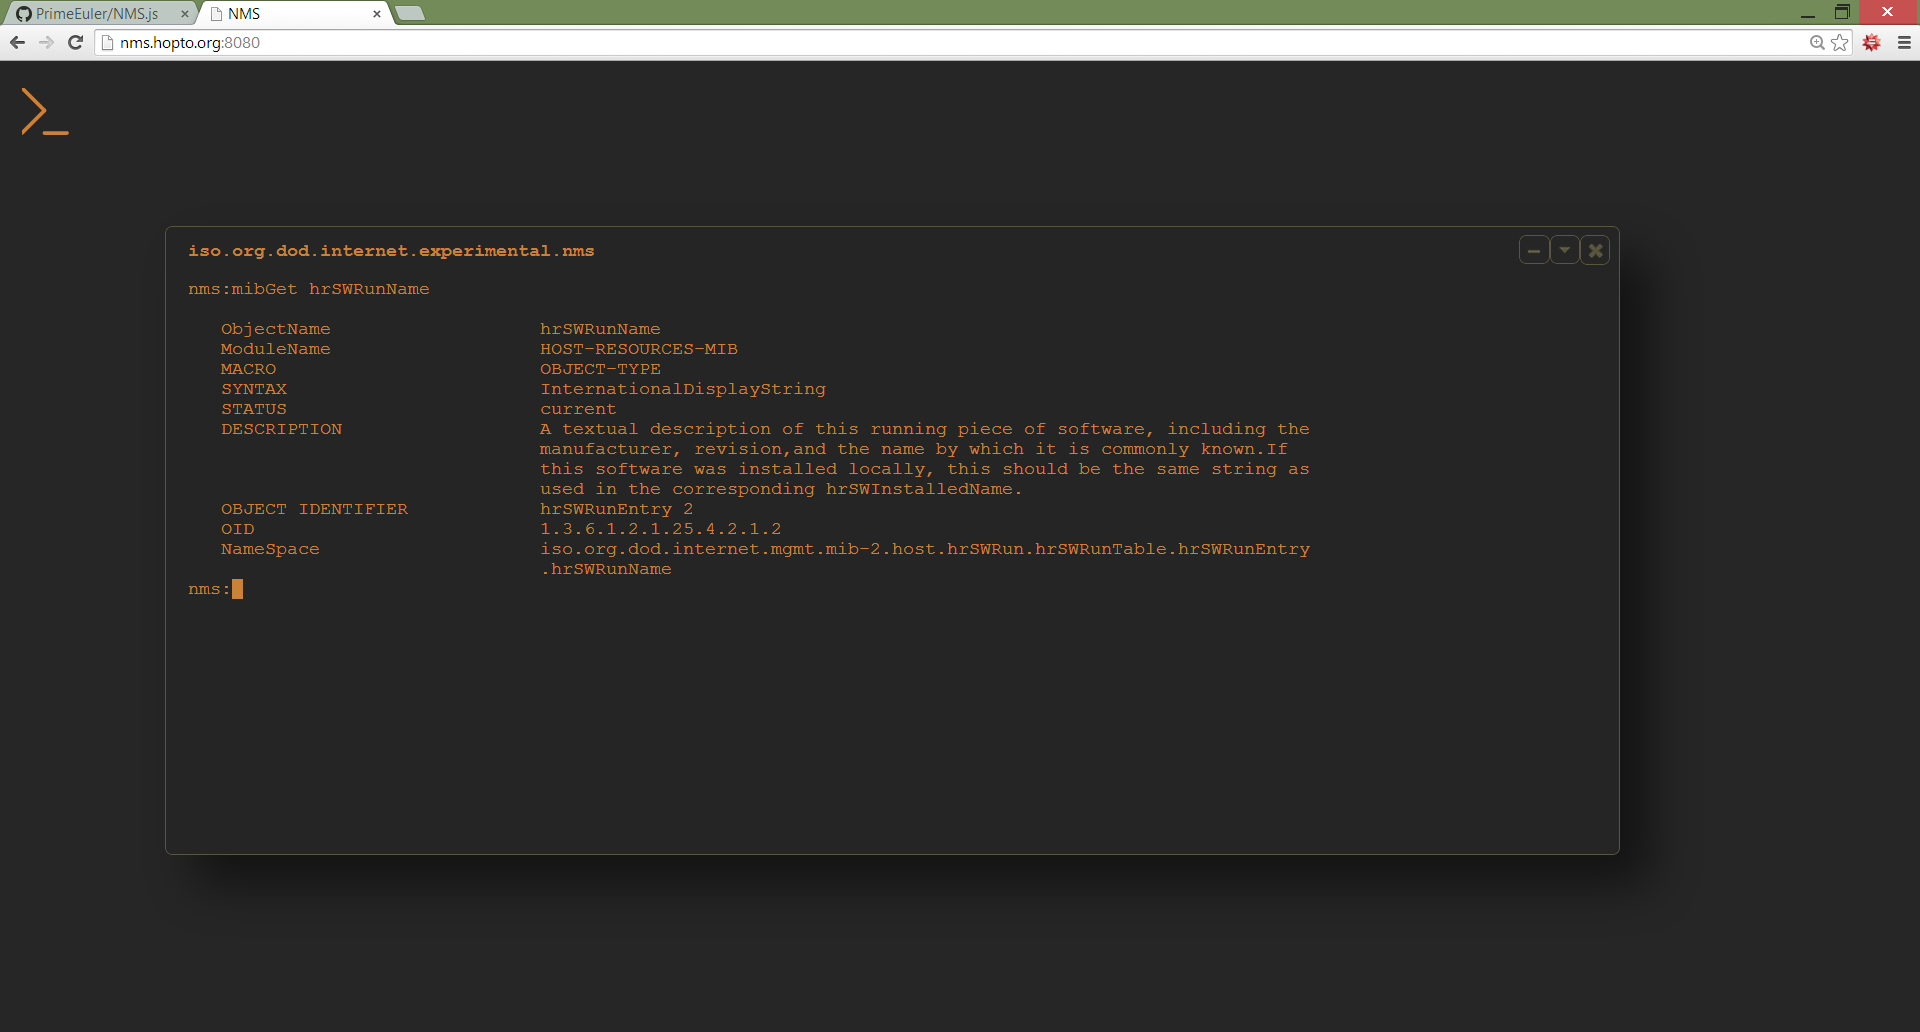 PrimeEuler/NMS.js
NMS
nms.hopto.org:8080
iso.org.dod.internet.experimental.nms
nms:mibGet hrSWRunName
ObjectName hrSWRunName
ModuleName HOST-RESOURCES-MIB
MACRO OBJECT-TYPE
SYNTAX InternationalDisplayString
STATUS current
DESCRIPTION A textual description of this running piece of software, including the
manufacturer, revision,and the name by which it is commonly known.If
this software was installed locally, this should be the same string as
used in the corresponding hrSWInstalledName.
OBJECT IDENTIFIER hrSWRunEntry 2
OID 1.3.6.1.2.1.25.4.2.1.2
NameSpace iso.org.dod.internet.mgmt.mib-2.host.hrSWRun.hrSWRunTable.hrSWRunEntry
.hrSWRunName
nms: